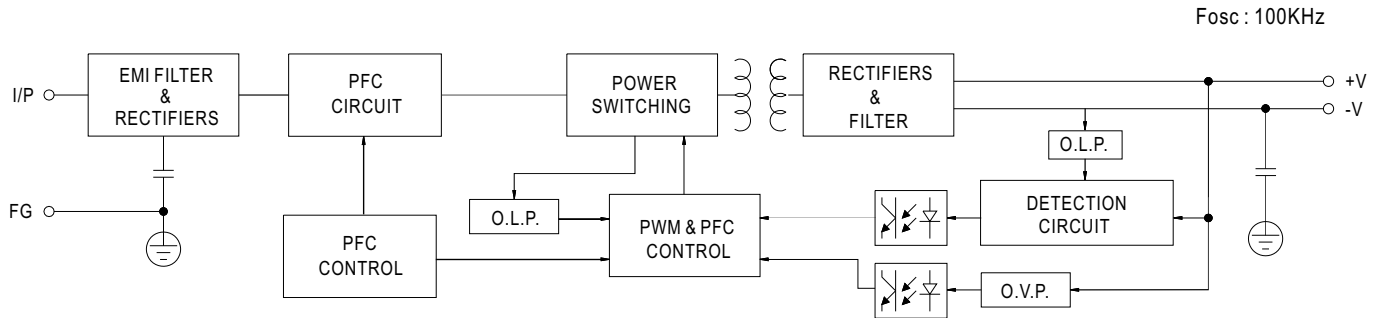 Fosc : 100KHz
I/P
EMI FILTER
&
RECTIFIERS
PFC
CIRCUIT
POWER
SWITCHING
RECTIFIERS
&
FILTER
+V
-V
O.L.P.
FG
PFC
CONTROL
O.L.P.
PWM & PFC
CONTROL
DETECTION
CIRCUIT
O.V.P.